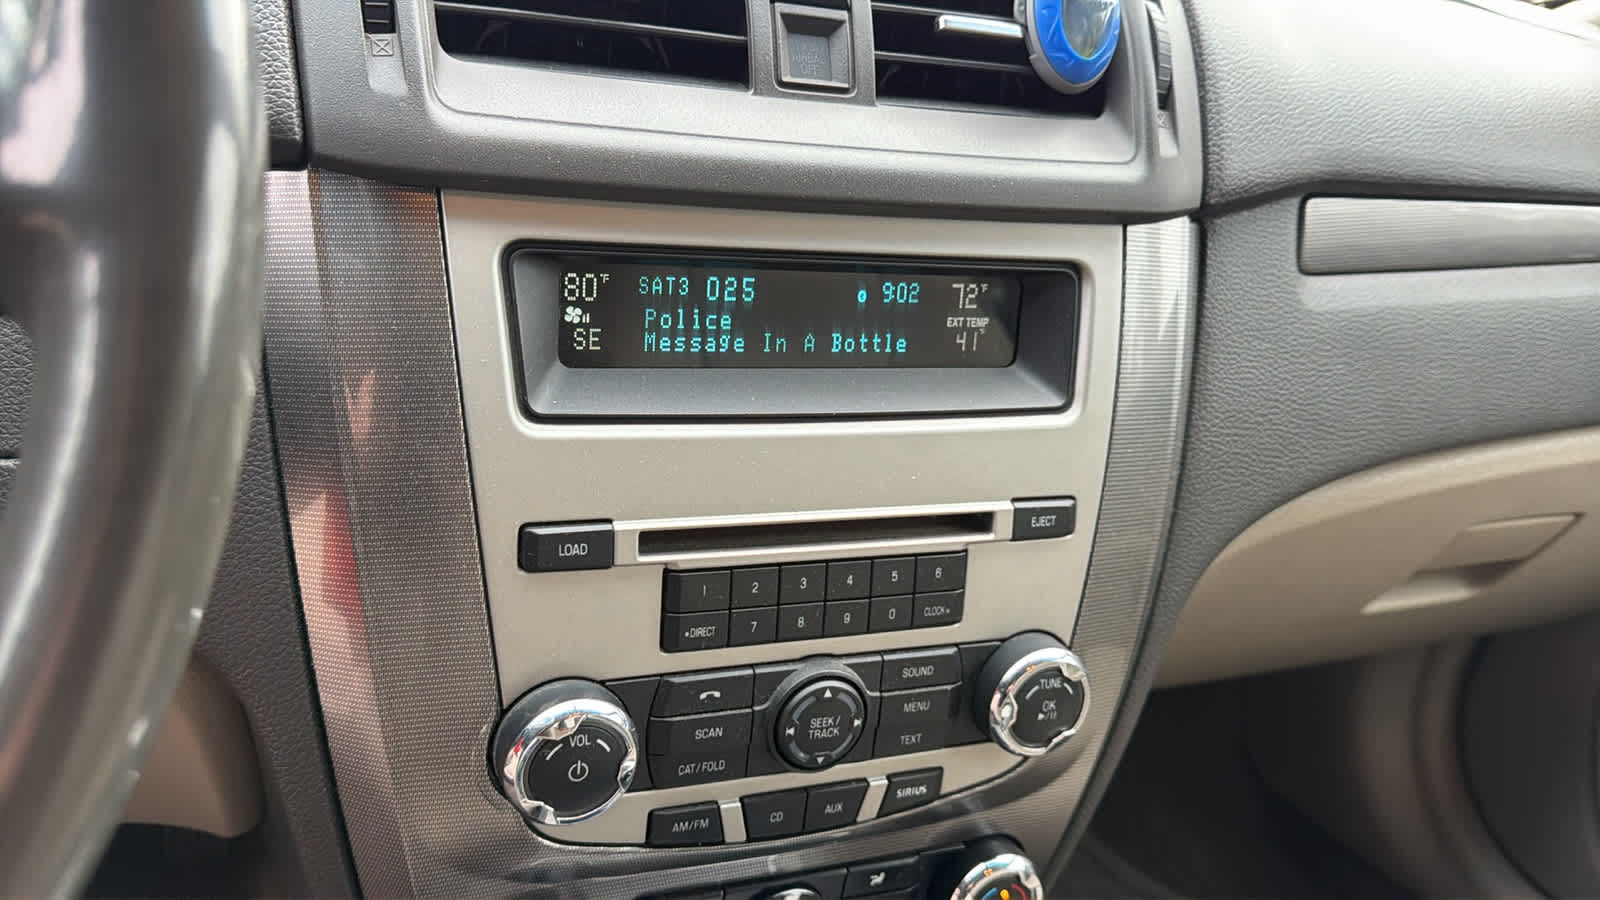 AIRBAG
OFF
80°F SAT3 025 9:02 72°F
Police EXT TEMP
SE Message In A Bottle 41°F
LOAD EJECT
1 2 3 4 5 6
DIRECT 7 8 9 0 CLOCK
SOUND
TUNE
SCAN SEEK/ MENU OK
VOL TRACK
CAT/FOLD TEXT
AM/FM CD AUX SIRIUS